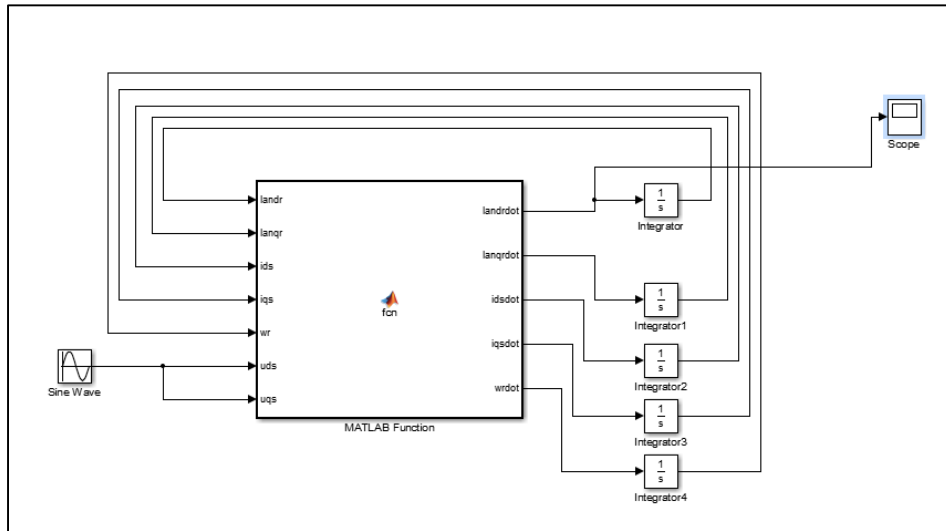 Scope
landr
lanqr
ids
iqs
wr
uds
uqs
fcn
landrdot
lanqrdot
idsdot
iqsdot
wrdot
MATLAB Function
Sine Wave
1
s
Integrator
1
s
Integrator1
1
s
Integrator2
1
s
Integrator3
1
s
Integrator4